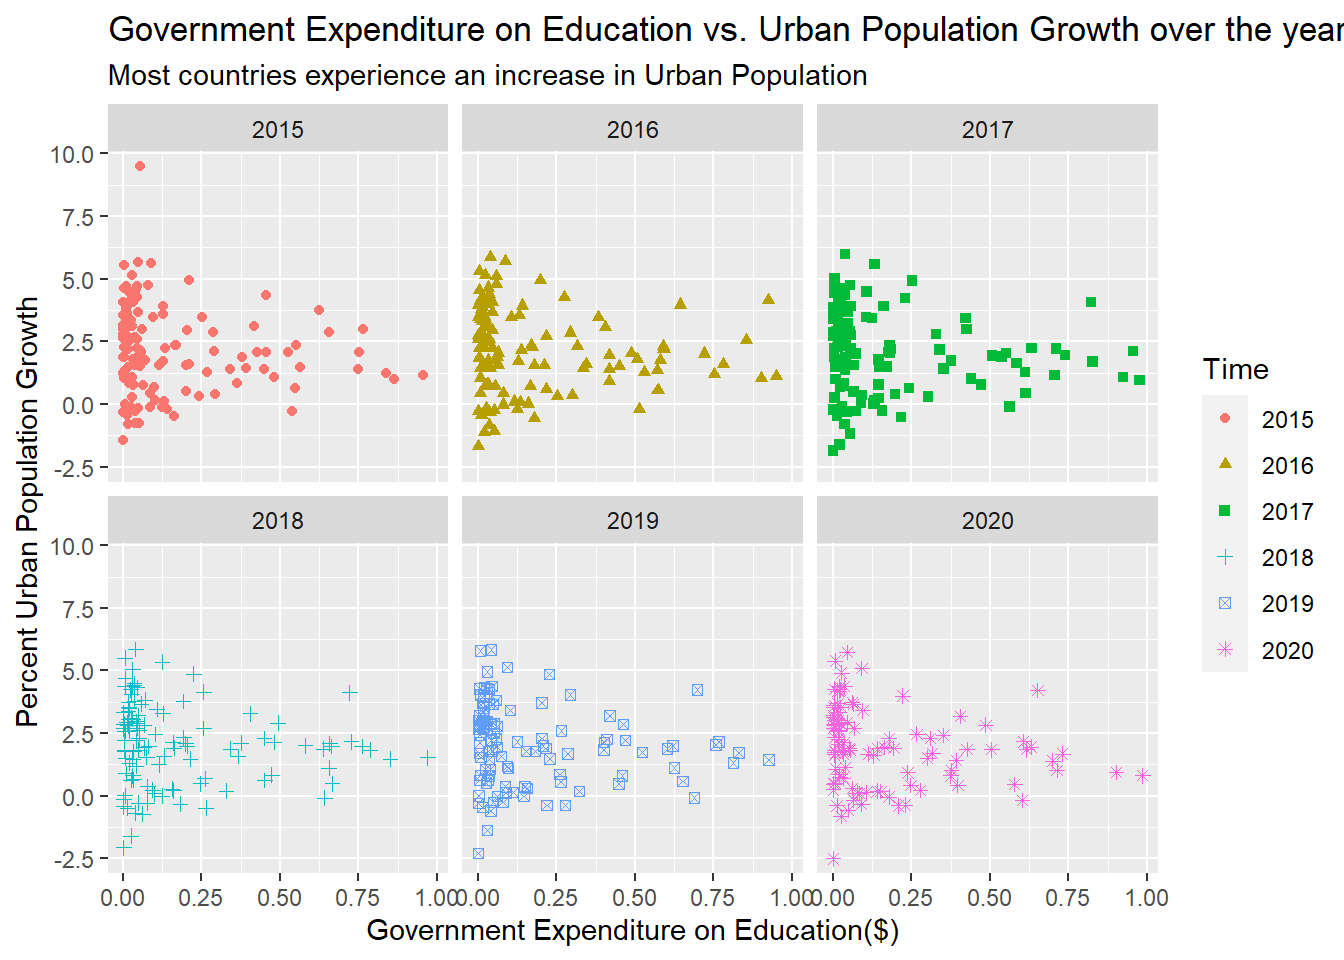 Government Expenditure on Education vs. Urban Population Growth over the year
Most countries experience an increase in Urban Population
2015 2016 2017
10.0
7.5
5.0
2.5
0.0
-2.5
2018 2019 2020
10.0
7.5
5.0
2.5
0.0
-2.5
0.00 0.25 0.50 0.75 1.00 0.00 0.25 0.50 0.75 1.00 0.00 0.25 0.50 0.75 1.00
Government Expenditure on Education($)
Percent Urban Population Growth
Time
2015
2016
2017
2018
2019
2020